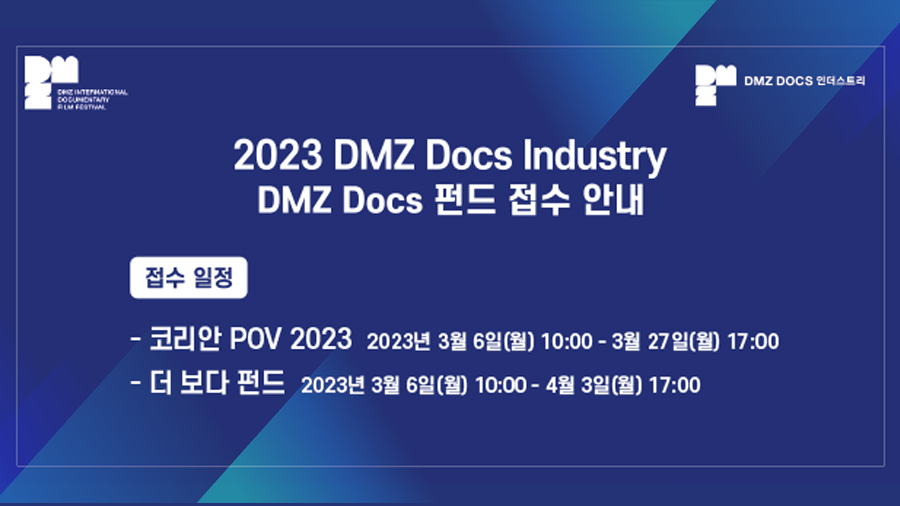 DMZ
DMZ INTERNATIONAL
DOCUMENTARY
FILM FESTIVAL
DMZ
DMZ DOCS 인더스트리
2023 DMZ Docs Industry
DMZ Docs 펀드 접수 안내
접수 일정
- 코리안 POV 2023 2023년 3월 6일(월) 10:00 - 3월 27일(월) 17:00
- 더 보다 펀드 2023년 3월 6일(월) 10:00 - 4월 3일(월) 17:00